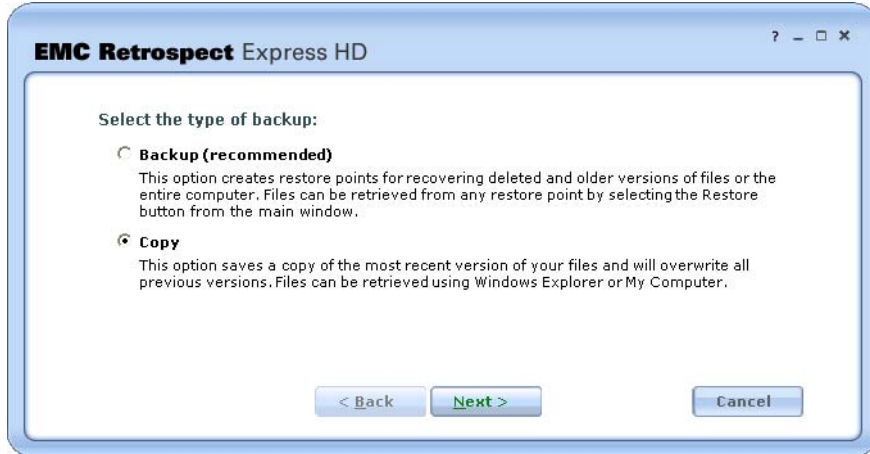 EMC Retrospect Express HD
Select the type of backup:
Backup (recommended)
This option creates restore points for recovering deleted and older versions of files or the
entire computer. Files can be retrieved from any restore point by selecting the Restore
button from the main window.
Copy
This option saves a copy of the most recent version of your files and will overwrite all
previous versions. Files can be retrieved using Windows Explorer or My Computer.
< Back
Next >
Cancel